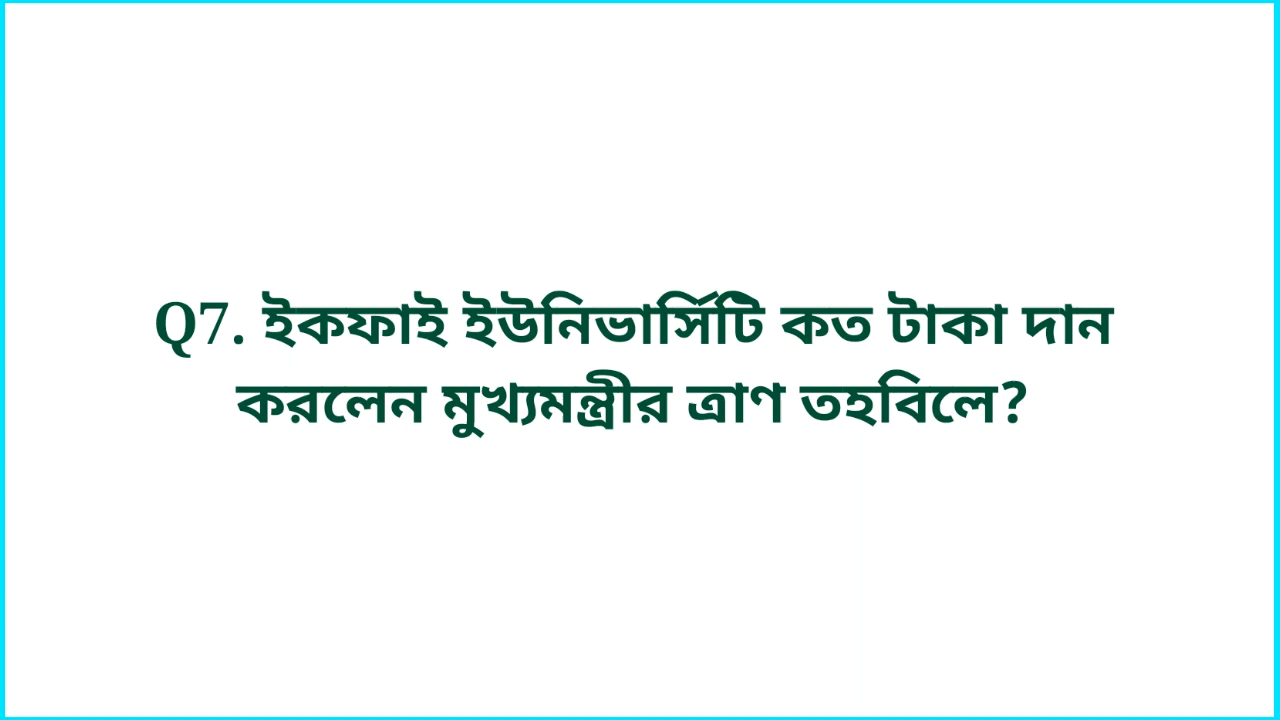 Q7. ইকফাই ইউনিভার্সিটি কত টাকা দান
করলেন মুখ্যমন্ত্রীর ত্রাণ তহবিলে?